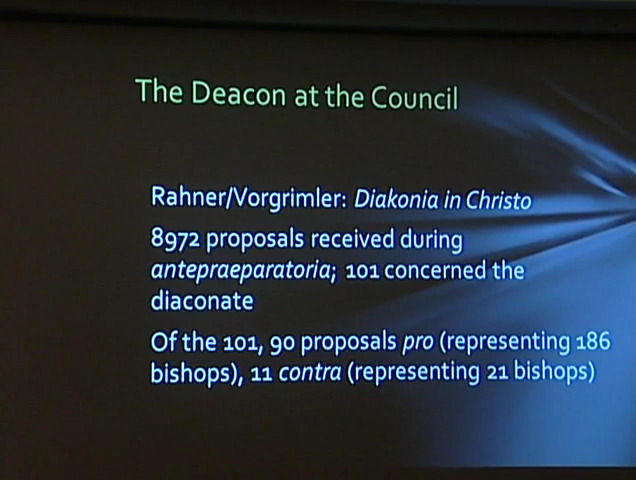 The Deacon at the Council
Rahner/Vorgrimler: Diakonia in Christo
8972 proposals received during
antepraeparatoria; 101 concerned the
diaconate
Of the 101, 90 proposals pro (representing 186
bishops), 11 contra (representing 21 bishops)